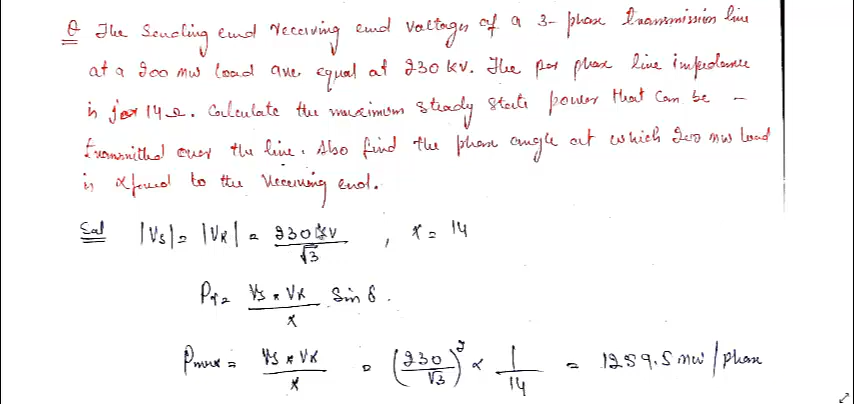 Q The Sending end receiving end voltages of a 3-phase transmission line
at a 200 mw load are equal at 230 kV. The per phase line impedance
is j 14 Ω. Calculate the maximum steady state power that can be -
transmitted over the line. Also find the phase angle at which 200 mw load
is xfered to the receiving end.
Sol |Vs| = |VR| = 230 kV / √3 , x = 14
Pr = Vs * VR / x Sin δ.
Pmax = Vs * VR / x = (230 / √3)² × 1 / 14 = 1259.5 mw / phase